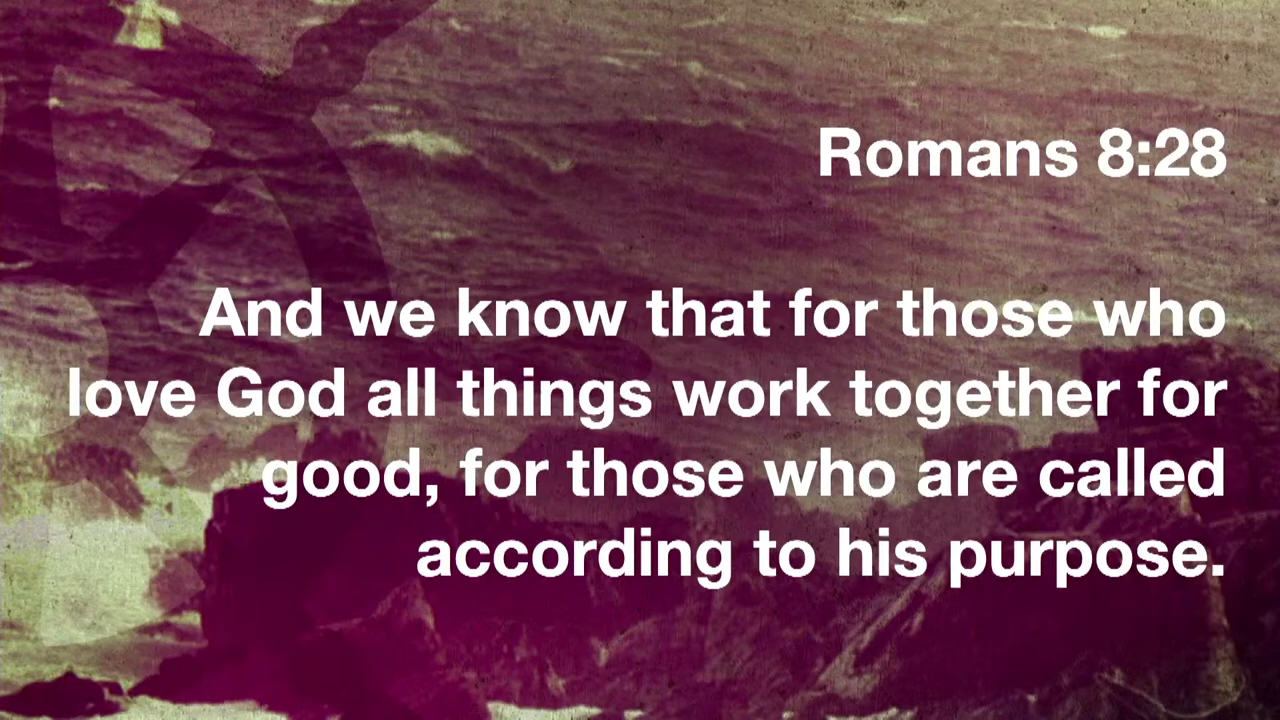 Romans 8:28
And we know that for those who
love God all things work together for
good, for those who are called
according to his purpose.